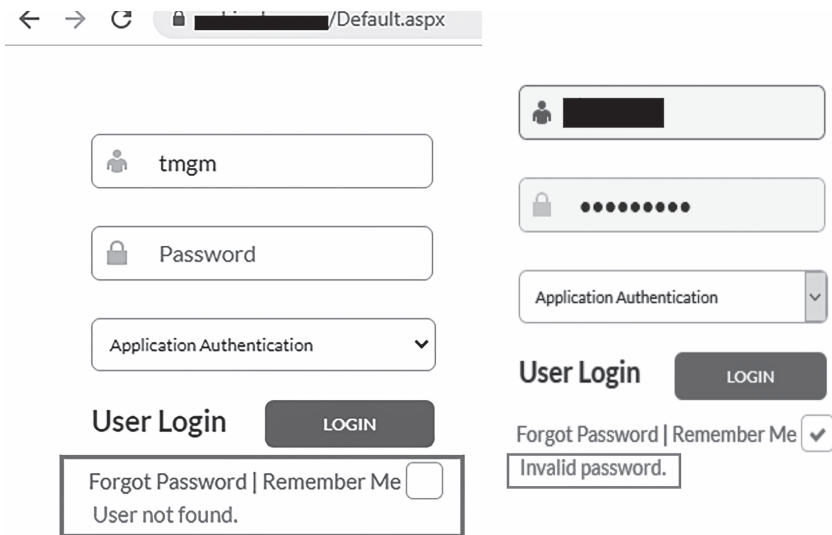 /Default.aspx
tmgm
Password
Application Authentication
User Login LOGIN
Forgot Password | Remember Me
User not found.
Application Authentication
User Login LOGIN
Forgot Password | Remember Me
Invalid password.